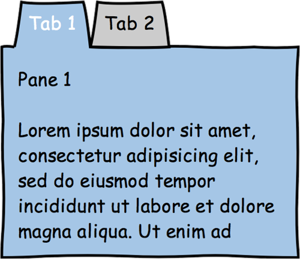 Tab 1 Tab 2
Pane 1
Lorem ipsum dolor sit amet,
consectetur adipisicing elit,
sed do eiusmod tempor
incididunt ut labore et dolore
magna aliqua. Ut enim ad